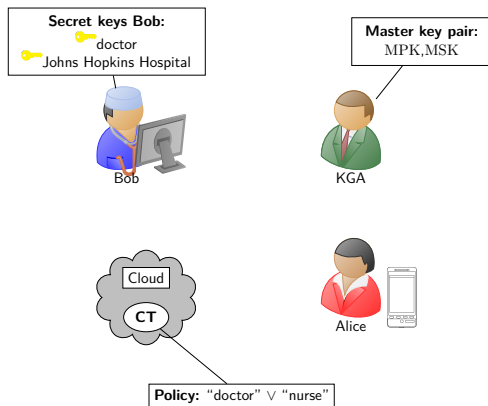 Secret keys Bob:
doctor
Johns Hopkins Hospital
Master key pair:
MPK,MSK
Bob
KGA
Cloud
CT
Alice
Policy: “doctor” ∨ “nurse”